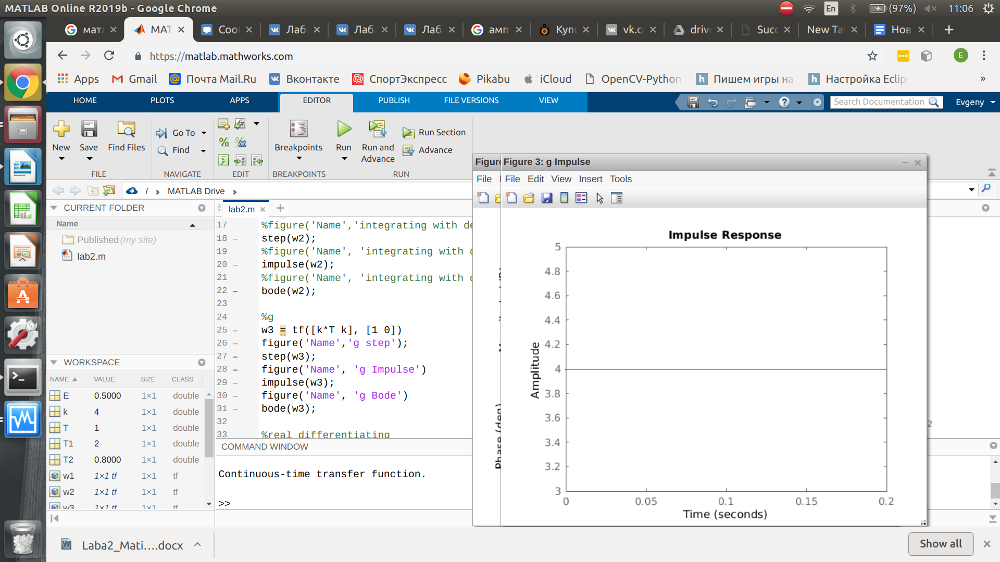 MATLAB Online R2019b - Google Chrome
En (97%) 11:06
мат MAT Coo Лаб Лаб Лаб амп Купи vk.c drive Succ New Ta Нов
https://matlab.mathworks.com E
Apps Gmail Почта Mail.Ru Вконтакте СпортЭкспресс Pikabu iCloud OpenCV-Python Пишем игры на Настройка Eclip »
HOME PLOTS APPS EDITOR PUBLISH FILE VERSIONS VIEW Search Documentation Evgeny
New Save Find Files Go To Find Breakpoints Run Run and Advance Run Section Advance
FILE NAVIGATE EDIT BREAKPOINTS RUN
/ › MATLAB Drive ›
CURRENT FOLDER
Name
Published (my site)
lab2.m
WORKSPACE
NAME VALUE SIZE CLASS
E 0.5000 1×1 double
k 4 1×1 double
T 1 1×1 double
T1 2 1×1 double
T2 0.8000 1×1 double
w1 1×1 tf 1×1 tf
w2 1×1 tf 1×1 tf
w3 1×1 tf 1×1 tf
lab2.m × +
17 %figure('Name','integrating with de
18 – step(w2);
19 %figure('Name', 'integrating with d
20 – impulse(w2);
21 %figure('Name', 'integrating with d
22 – bode(w2);
23
24 %g
25 – w3 = tf([k*T k], [1 0])
26 – figure('Name','g step');
27 – step(w3);
28 – figure('Name', 'g Impulse')
29 – impulse(w3);
30 – figure('Name', 'g Bode')
31 – bode(w3);
32
33 %real differentiating
COMMAND WINDOW
Continuous-time transfer function.
>>
Figure
File
Phase (deg)
Figure 3: g Impulse
File Edit View Insert Tools
Impulse Response
Amplitude
5
4.8
4.6
4.4
4.2
4
3.8
3.6
3.4
3.2
3
0 0.05 0.1 0.15 0.2
Time (seconds)
2
Laba2_Mati....docx
Show all